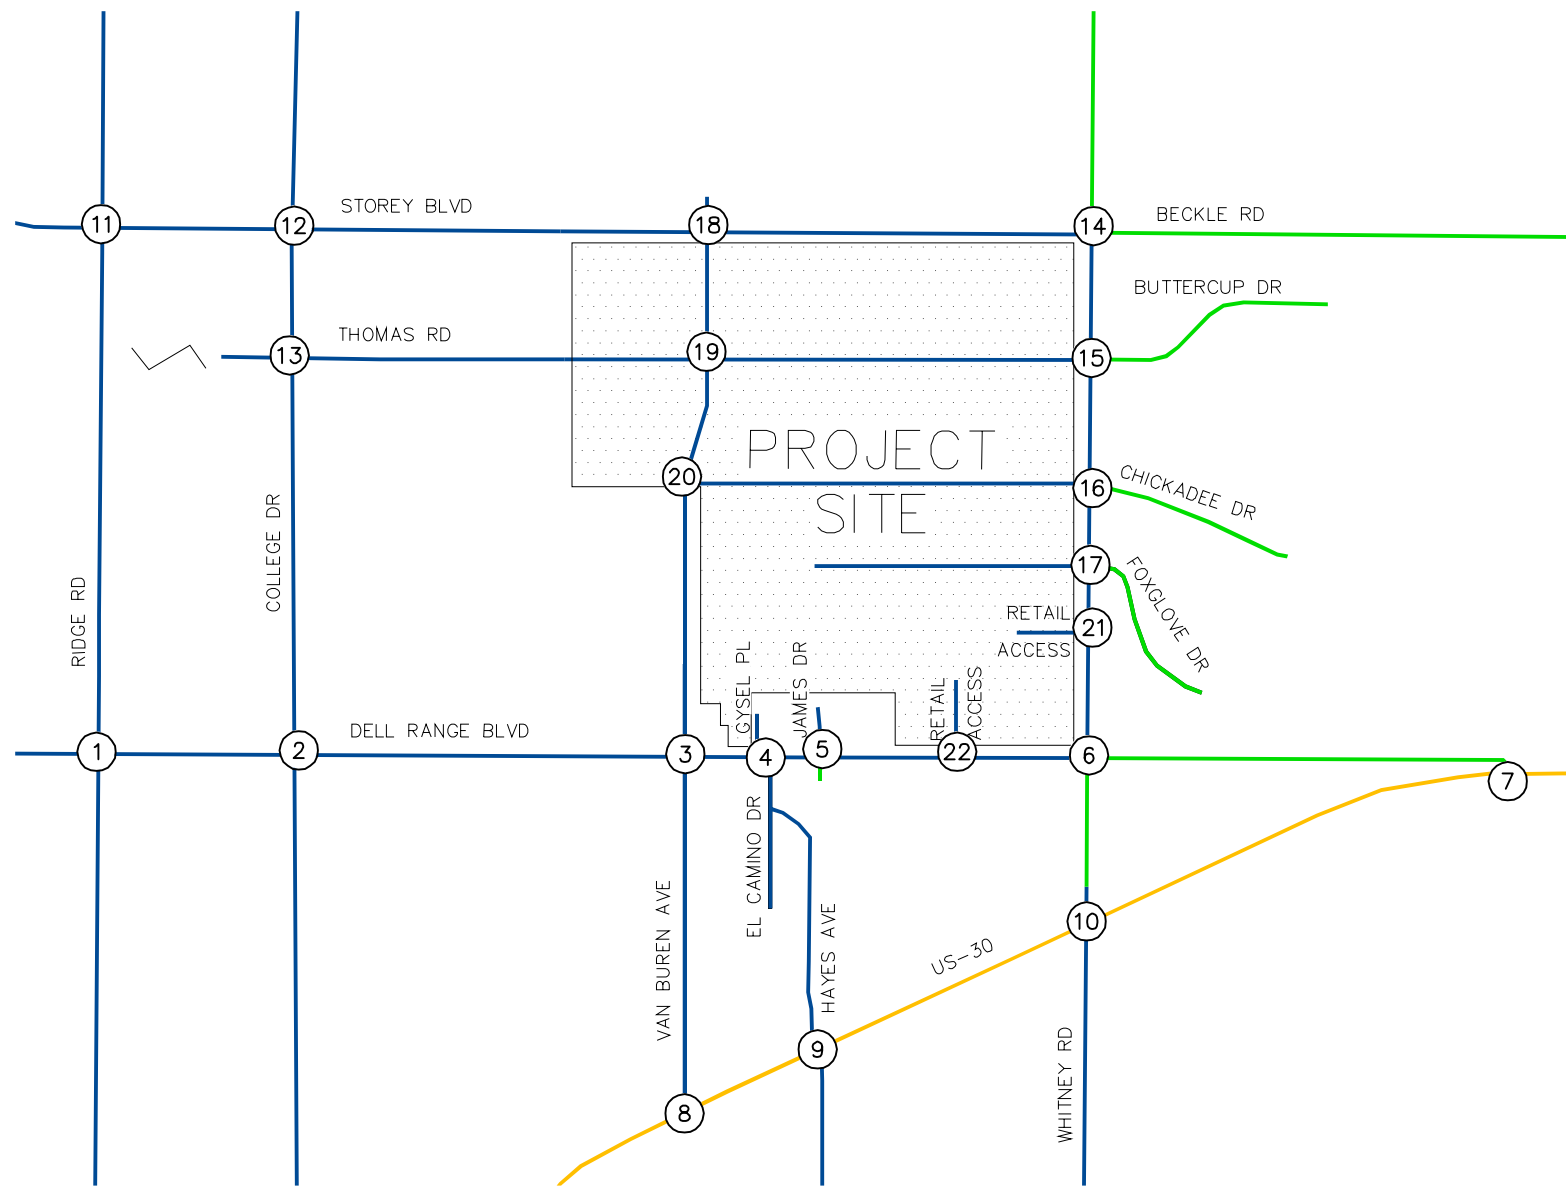 11
12
STOREY BLVD
18
14
BECKLE RD
BUTTERCUP DR
THOMAS RD
13
19
15
PROJECT
SITE
20
16
CHICKADEE DR
COLLEGE DR
17
FOXGLOVE DR
RIDGE RD
RETAIL
ACCESS
21
GYSEL PL
JAMES DR
RETAIL
ACCESS
1
2
DELL RANGE BLVD
3
4
5
22
6
7
EL CAMINO DR
VAN BUREN AVE
HAYES AVE
US-30
10
WHITNEY RD
9
8